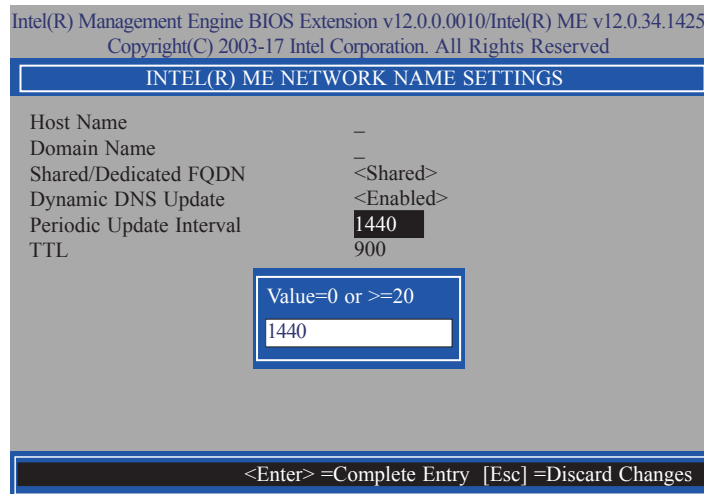 Intel(R) Management Engine BIOS Extension v12.0.0.0010/Intel(R) ME v12.0.34.1425
Copyright(C) 2003-17 Intel Corporation. All Rights Reserved
INTEL(R) ME NETWORK NAME SETTINGS
Host Name _
Domain Name _
Shared/Dedicated FQDN <Shared>
Dynamic DNS Update <Enabled>
Periodic Update Interval 1440
TTL 900
Value=0 or >=20
1440
<Enter> =Complete Entry [Esc] =Discard Changes